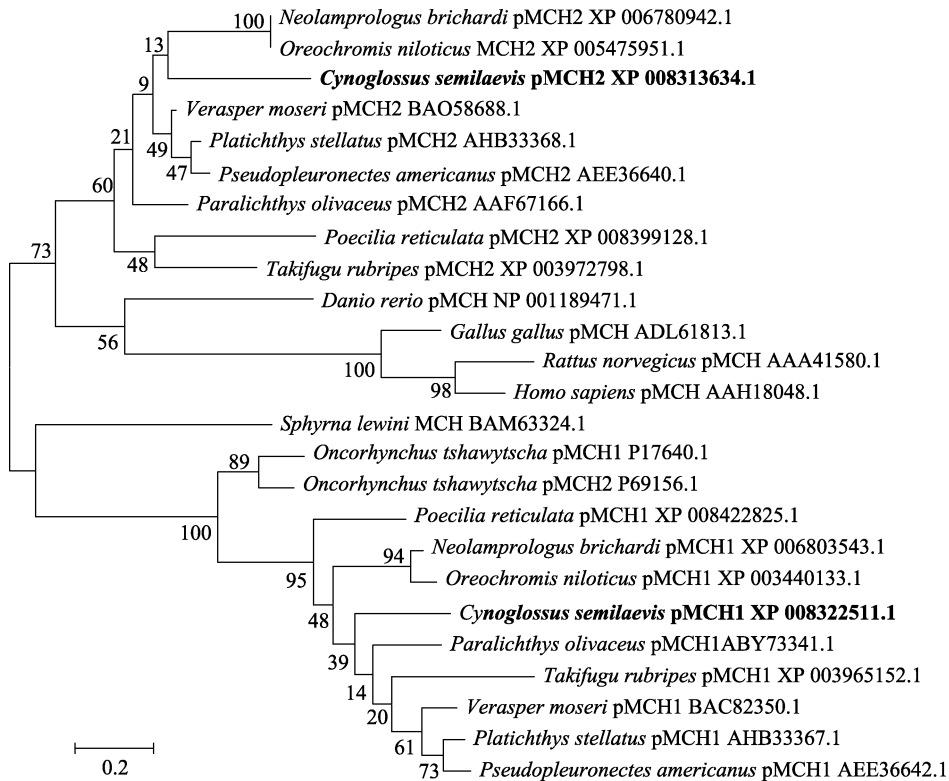 100
Neolamprologus brichardi pMCH2 XP 006780942.1
13
Oreochromis niloticus MCH2 XP 005475951.1
Cynoglossus semilaevis pMCH2 XP 008313634.1
9
Verasper moseri pMCH2 BAO58688.1
21
Platichthys stellatus pMCH2 AHB33368.1
49
47
Pseudopleuronectes americanus pMCH2 AEE36640.1
60
Paralichthys olivaceus pMCH2 AAF67166.1
Poecilia reticulata pMCH2 XP 008399128.1
73
48
Takifugu rubripes pMCH2 XP 003972798.1
Danio rerio pMCH NP 001189471.1
56
Gallus gallus pMCH ADL61813.1
100
Rattus norvegicus pMCH AAA41580.1
98
Homo sapiens pMCH AAH18048.1
Sphyrna lewini MCH BAM63324.1
Oncorhynchus tshawytscha pMCH1 P17640.1
89
Oncorhynchus tshawytscha pMCH2 P69156.1
100
Poecilia reticulata pMCH1 XP 008422825.1
94
Neolamprologus brichardi pMCH1 XP 006803543.1
95
Oreochromis niloticus pMCH1 XP 003440133.1
48
Cynoglossus semilaevis pMCH1 XP 008322511.1
39
Paralichthys olivaceus pMCH1ABY73341.1
14
Takifugu rubripes pMCH1 XP 003965152.1
20
Verasper moseri pMCH1 BAC82350.1
61
Platichthys stellatus pMCH1 AHB33367.1
73
Pseudopleuronectes americanus pMCH1 AEE36642.1
0.2